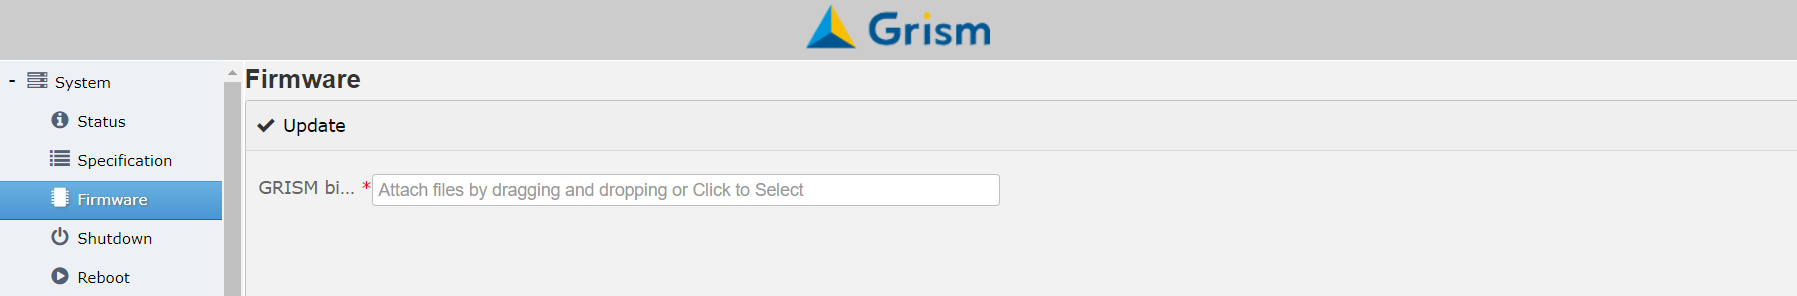 Grism
- System
Status
Specification
Firmware
Shutdown
Reboot
Firmware
Update
GRISM bi... * Attach files by dragging and dropping or Click to Select